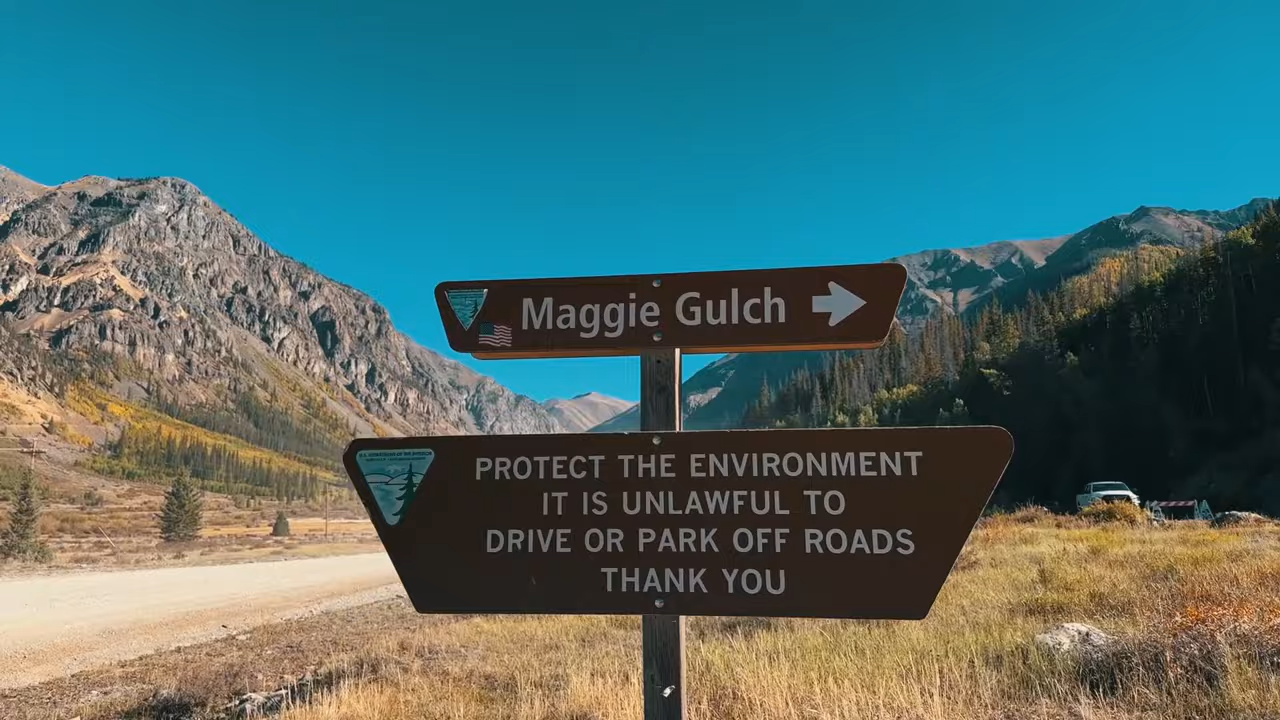 Maggie Gulch
PROTECT THE ENVIRONMENT
IT IS UNLAWFUL TO
DRIVE OR PARK OFF ROADS
THANK YOU